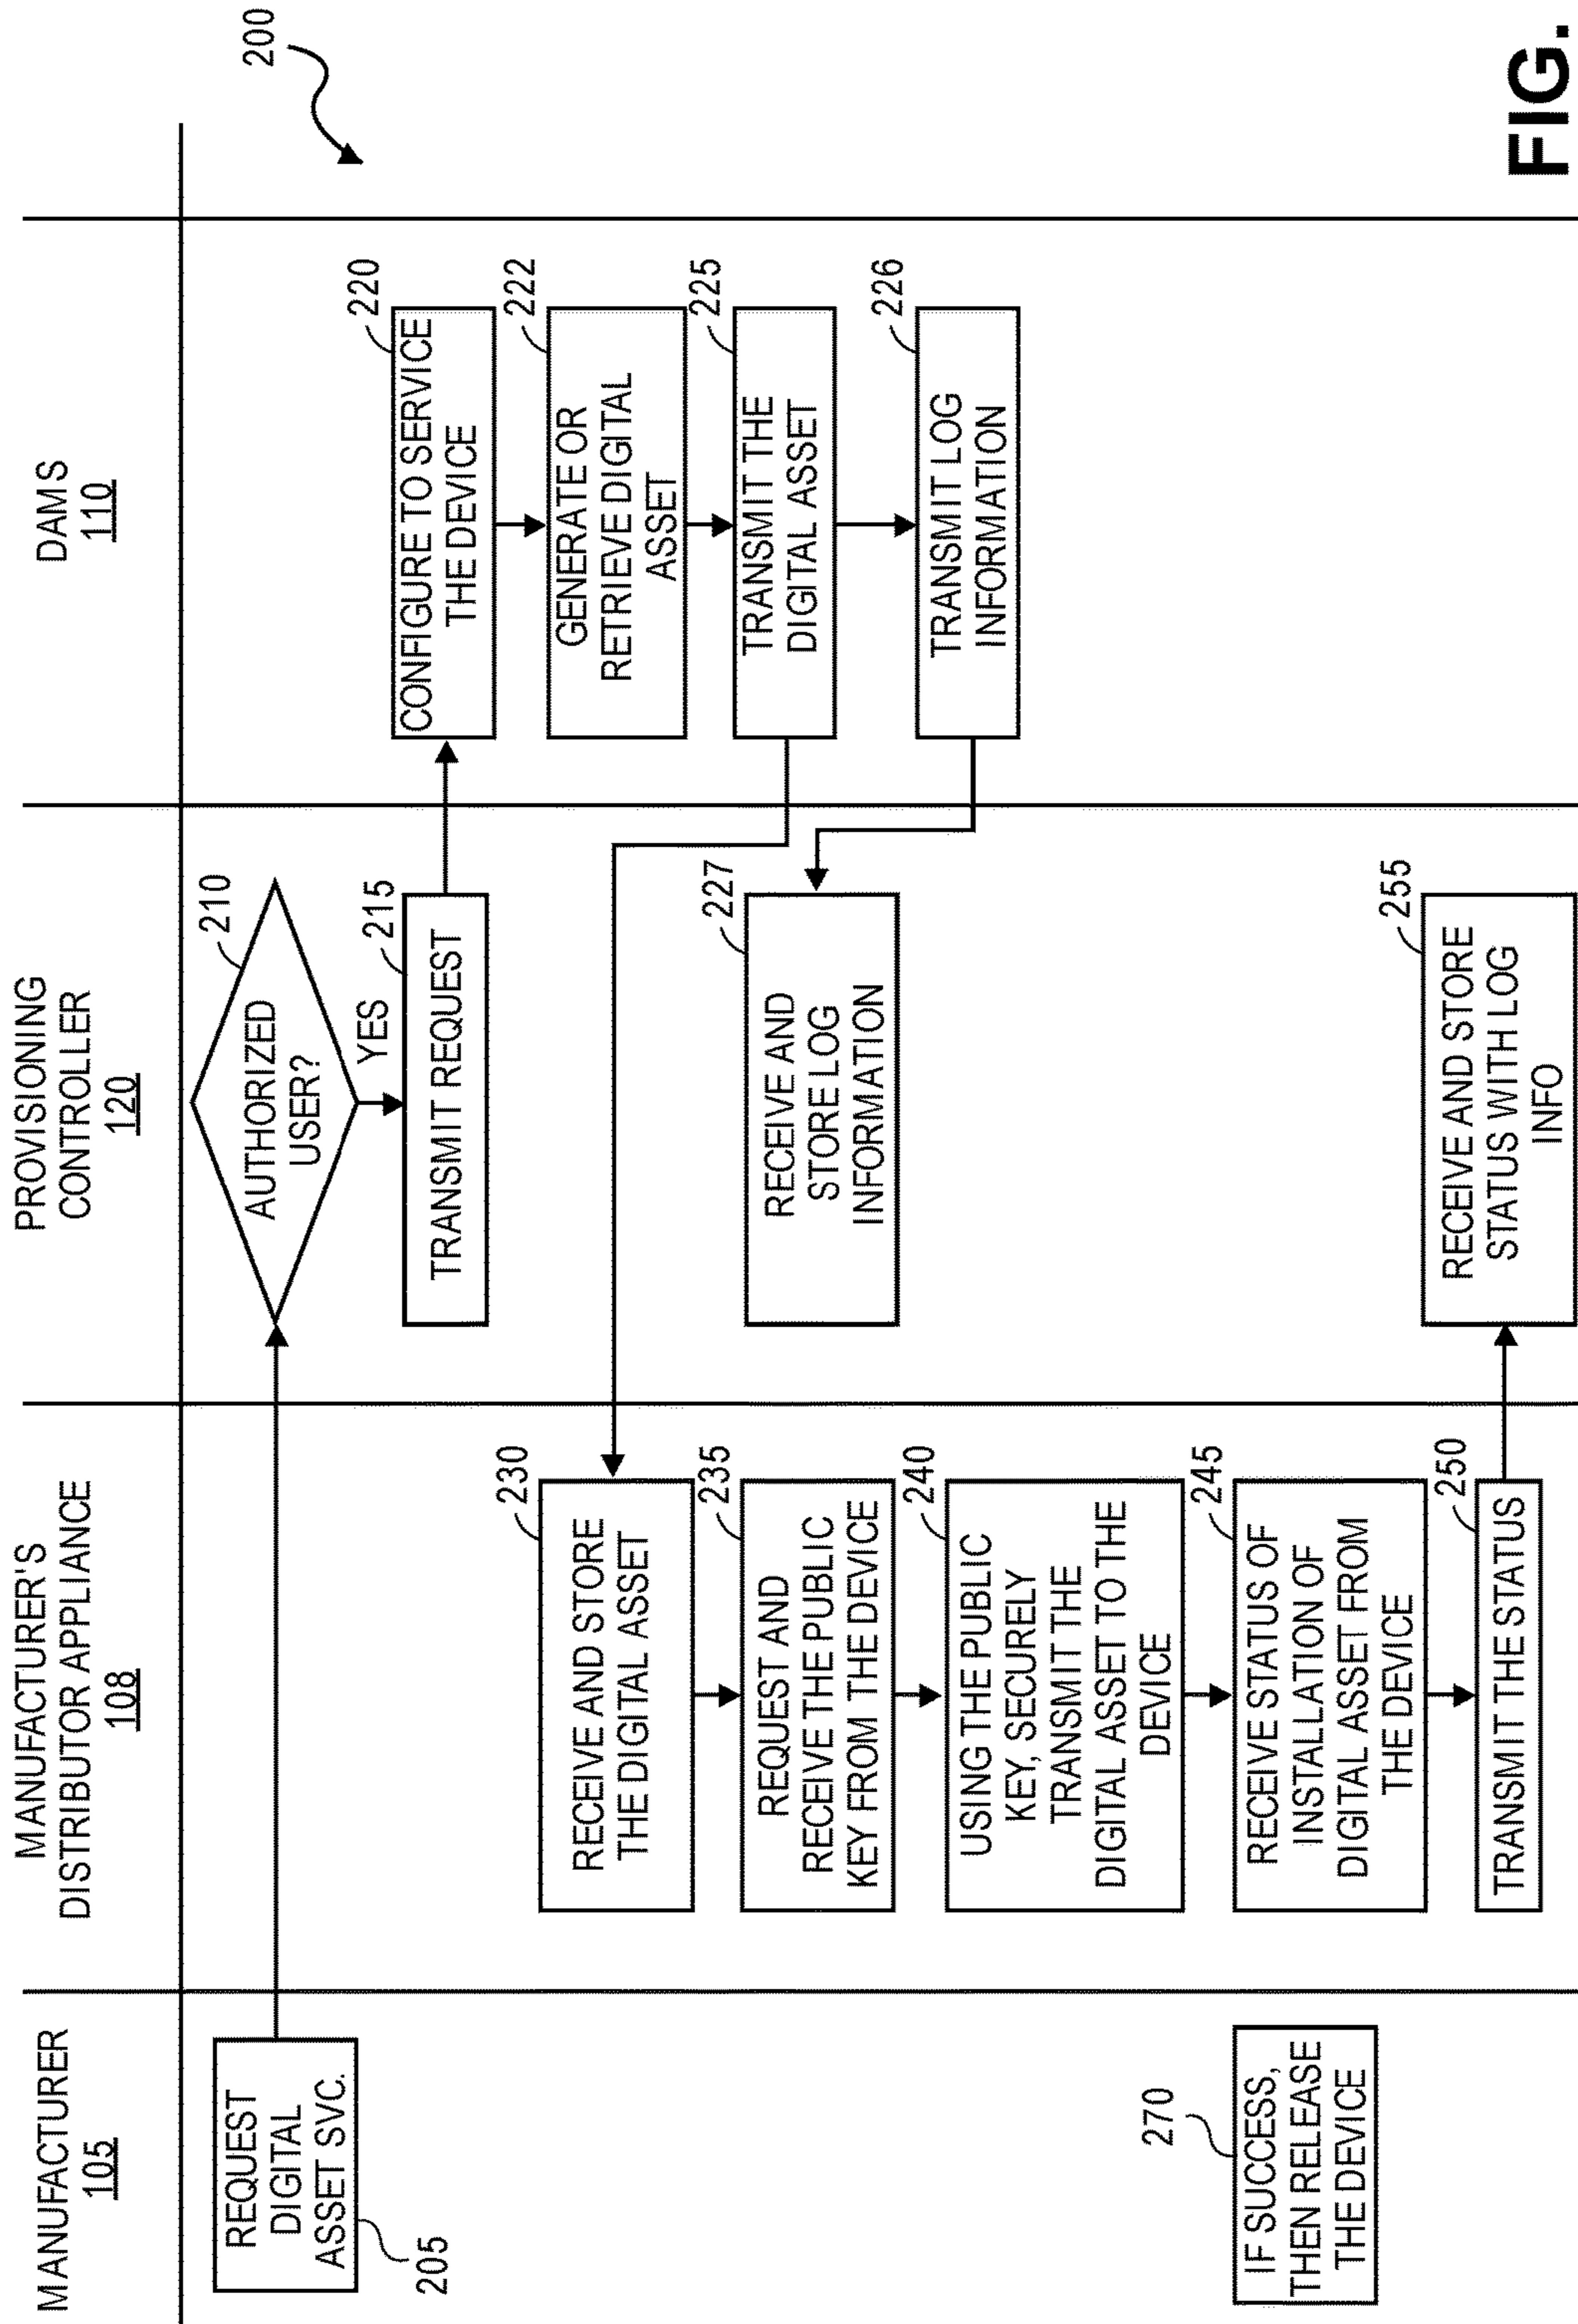 MANUFACTURER
105
MANUFACTURER'S
DISTRIBUTOR APPLIANCE
108
PROVISIONING
CONTROLLER
120
DAMS
110
200
REQUEST
DIGITAL
ASSET SVC.
205
AUTHORIZED
USER?
210
YES
TRANSMIT REQUEST
215
CONFIGURE TO SERVICE
THE DEVICE
220
GENERATE OR
RETRIEVE DIGITAL
ASSET
222
TRANSMIT THE
DIGITAL ASSET
225
TRANSMIT LOG
INFORMATION
226
RECEIVE AND
STORE LOG
INFORMATION
227
RECEIVE AND STORE
THE DIGITAL ASSET
230
REQUEST AND
RECEIVE THE PUBLIC
KEY FROM THE DEVICE
235
USING THE PUBLIC
KEY, SECURELY
TRANSMIT THE
DIGITAL ASSET TO THE
DEVICE
240
RECEIVE STATUS OF
INSTALLATION OF
DIGITAL ASSET FROM
THE DEVICE
245
TRANSMIT THE STATUS
250
RECEIVE AND STORE
STATUS WITH LOG
INFO
255
270
IF SUCCESS,
THEN RELEASE
THE DEVICE
FIG.